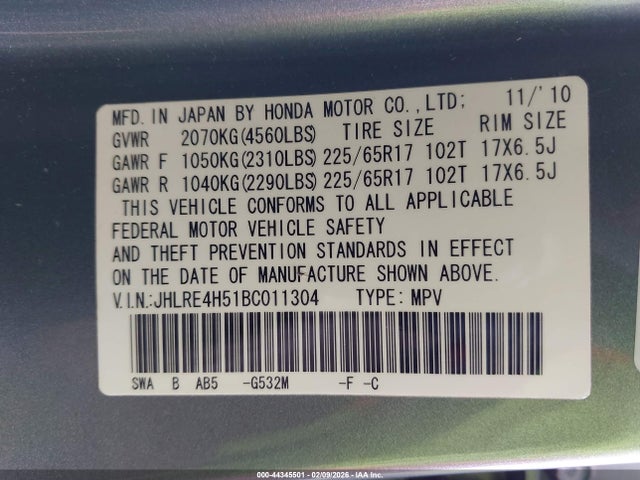 MFD. IN JAPAN BY HONDA MOTOR CO.,LTD; 11/'10
GVWR 2070KG(4560LBS) TIRE SIZE RIM SIZE
GAWR F 1050KG(2310LBS) 225/65R17 102T 17X6.5J
GAWR R 1040KG(2290LBS) 225/65R17 102T 17X6.5J
THIS VEHICLE CONFORMS TO ALL APPLICABLE
FEDERAL MOTOR VEHICLE SAFETY
AND THEFT PREVENTION STANDARDS IN EFFECT
ON THE DATE OF MANUFACTURE SHOWN ABOVE.
V.I.N.:JHLRE4H51BC011304 TYPE: MPV
SWA B AB5 -G532M -F -C
000-44345501 - 02/09/2026 - IAA Inc.